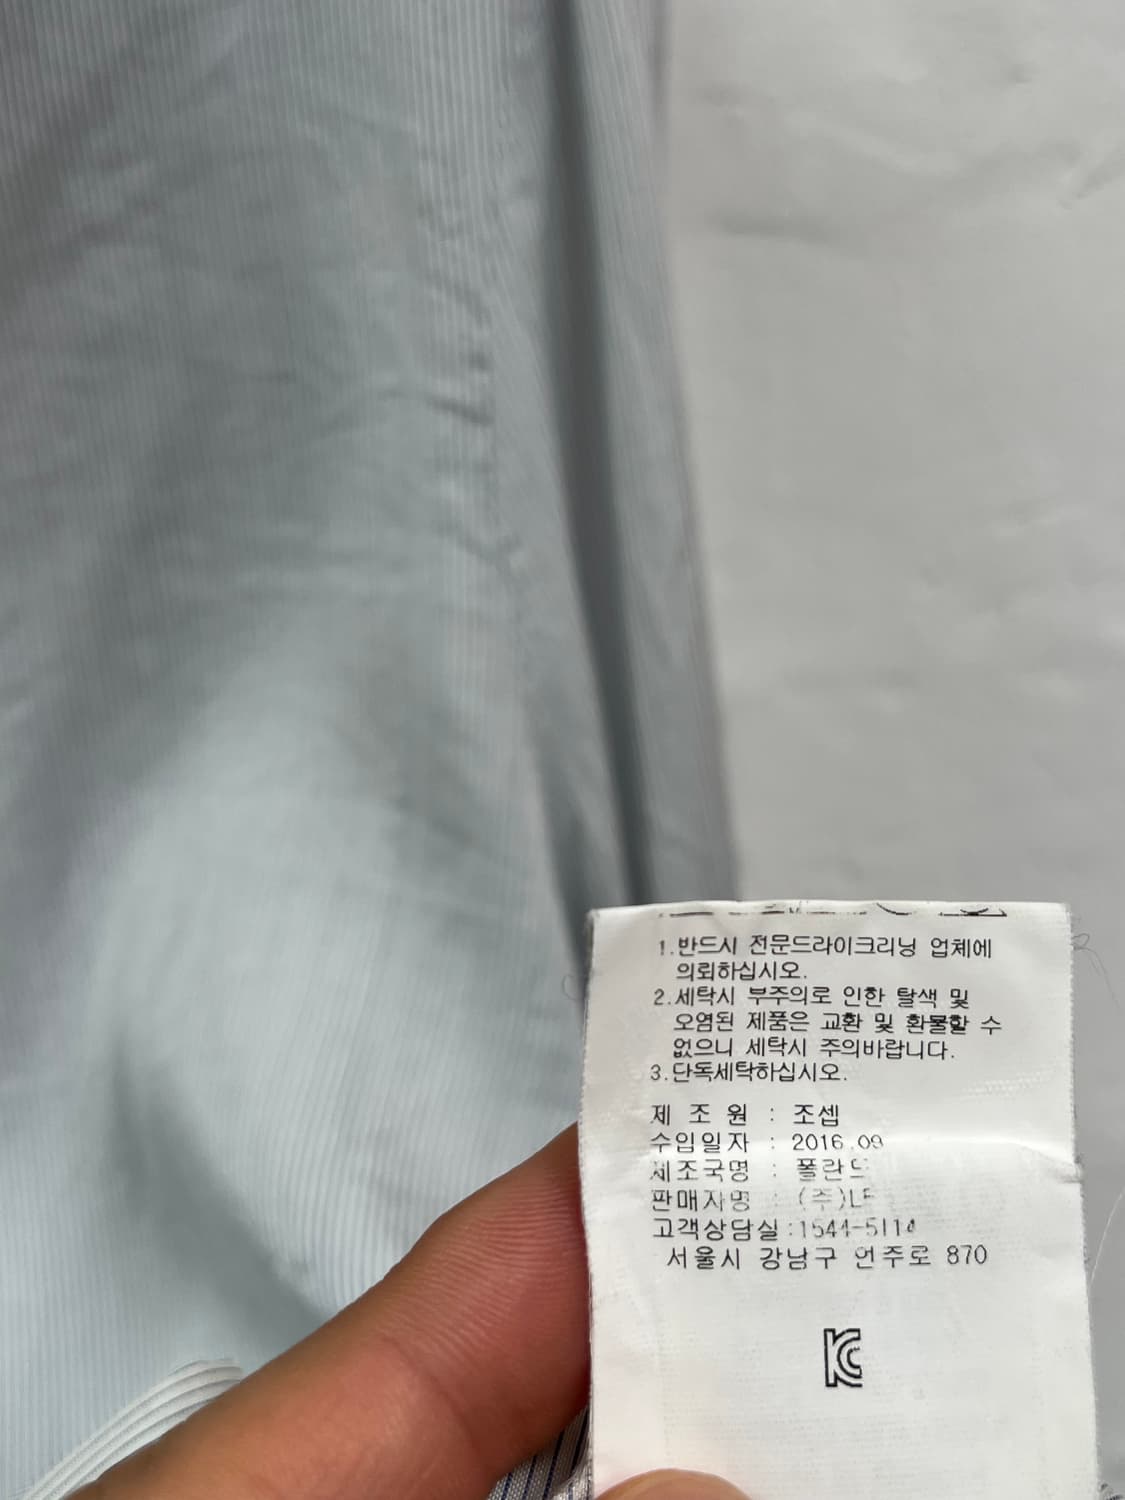 1.반드시 전문드라이크리닝 업체에
의뢰하십시오.
2.세탁시 부주의로 인한 탈색 및
오염된 제품은 교환 및 환불할 수
없으니 세탁시 주의바랍니다.
3.단독세탁하십시오.
제 조 원 : 조셉
수입일자 : 2016.09
제조국명 : 폴란드
판매자명 : (주)LF
고객상담실:1544-5114
서울시 강남구 언주로 870
KC